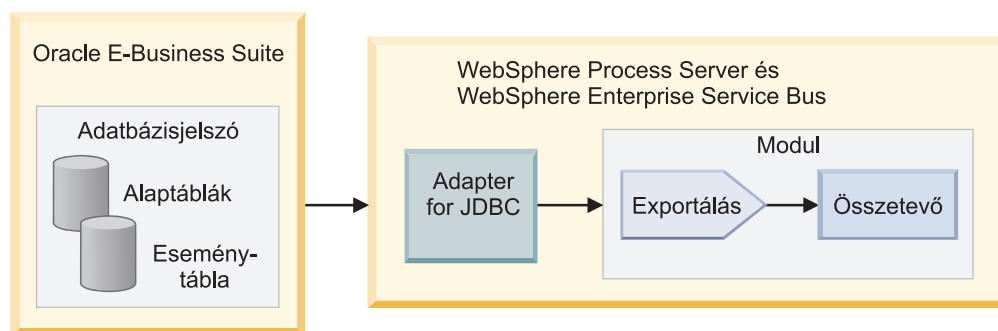 Oracle E-Business Suite
Adatbázisjelszó
Alaptáblák
Esemény-
tábla
WebSphere Process Server és
WebSphere Enterprise Service Bus
Adapter
for JDBC
Modul
Exportálás
Összetevő